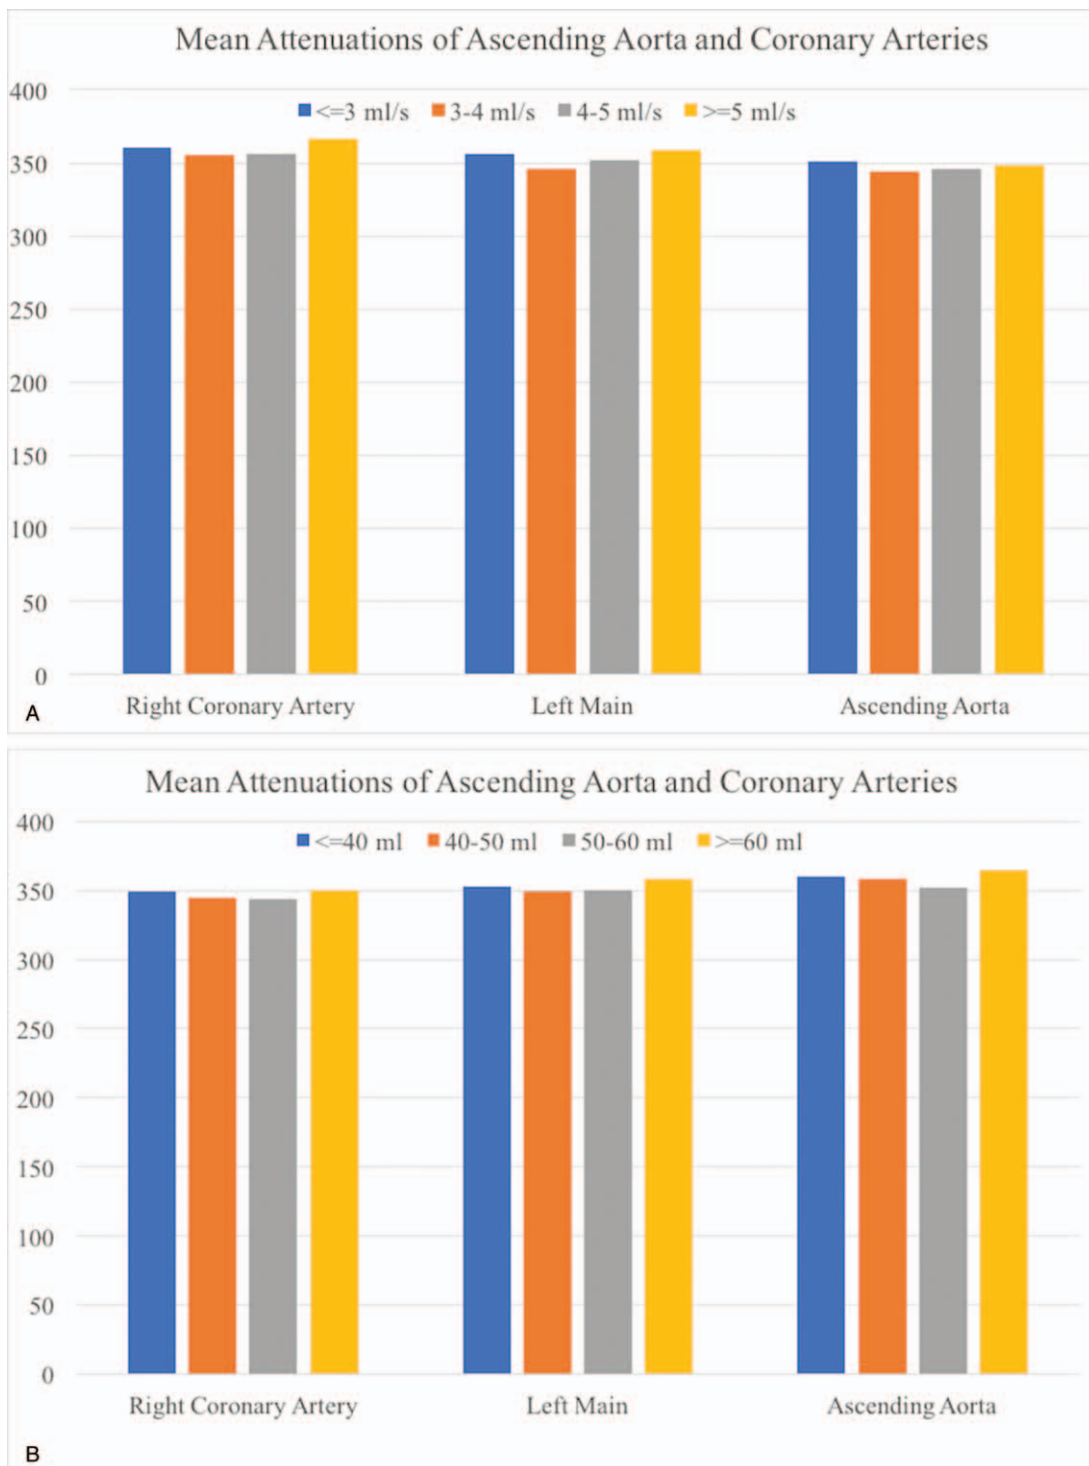 Mean Attenuations of Ascending Aorta and Coronary Arteries
400
<=3 ml/s 3-4 ml/s 4-5 ml/s >=5 ml/s
350
300
250
200
150
100
50
0
Right Coronary Artery Left Main Ascending Aorta
A
Mean Attenuations of Ascending Aorta and Coronary Arteries
400
<=40 ml 40-50 ml 50-60 ml >=60 ml
350
300
250
200
150
100
50
0
Right Coronary Artery Left Main Ascending Aorta
B